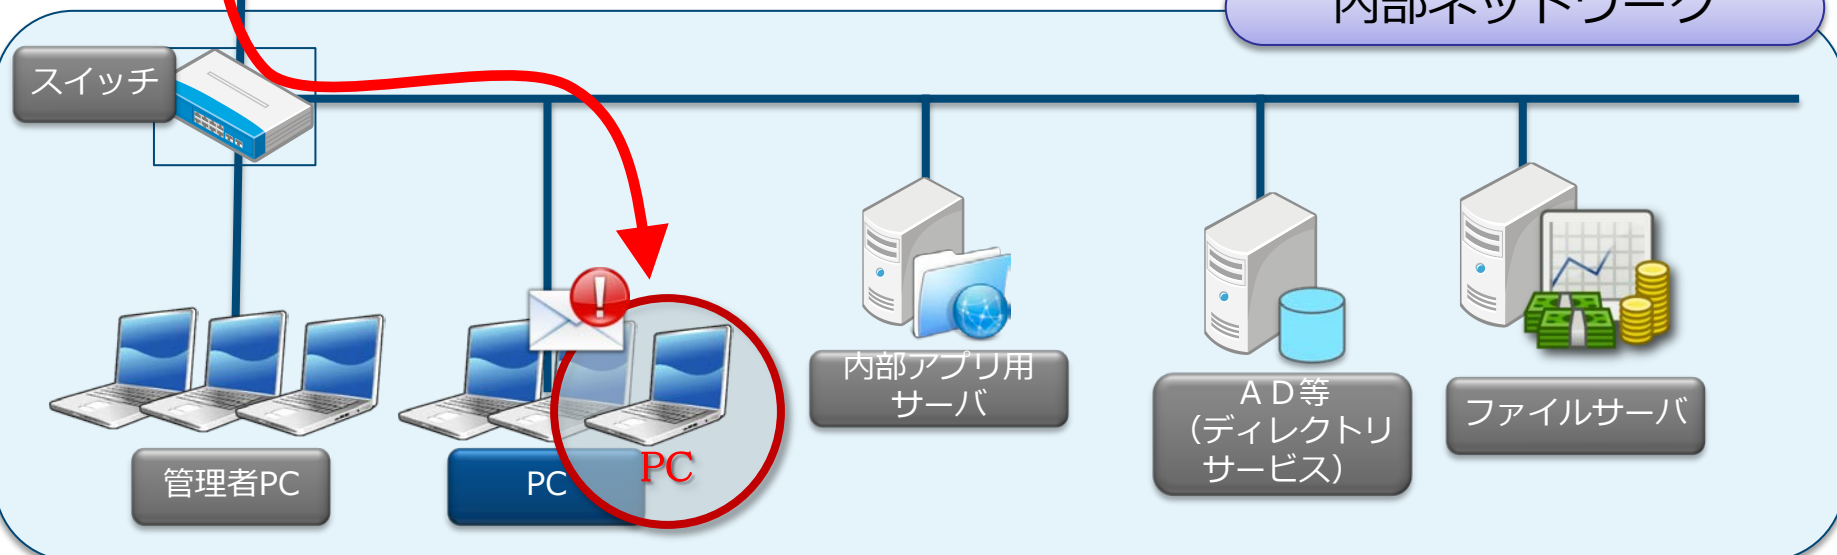 内部ネットワーク
スイッチ
管理者PC
PC
PC
内部アプリ用
サーバ
ＡＤ等
（ディレクトリ
サービス）
ファイルサーバ